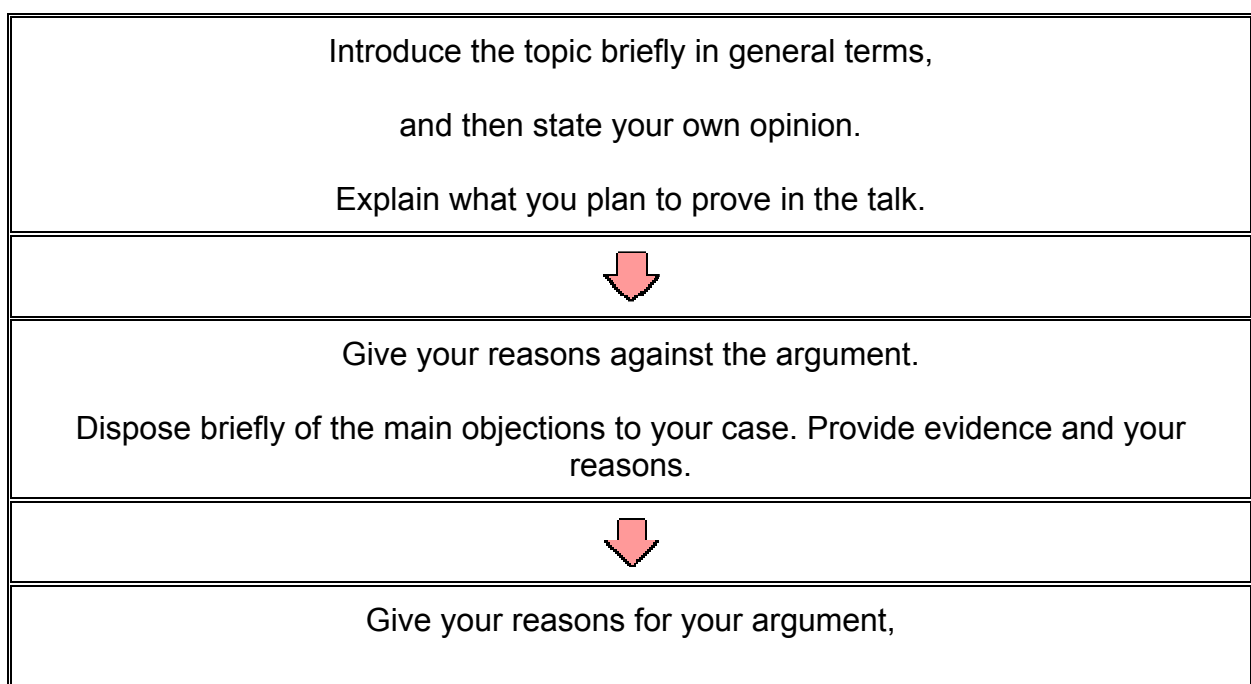 Introduce the topic briefly in general terms,
and then state your own opinion.
Explain what you plan to prove in the talk.
Give your reasons against the argument.
Dispose briefly of the main objections to your case. Provide evidence and your
reasons.
Give your reasons for your argument,